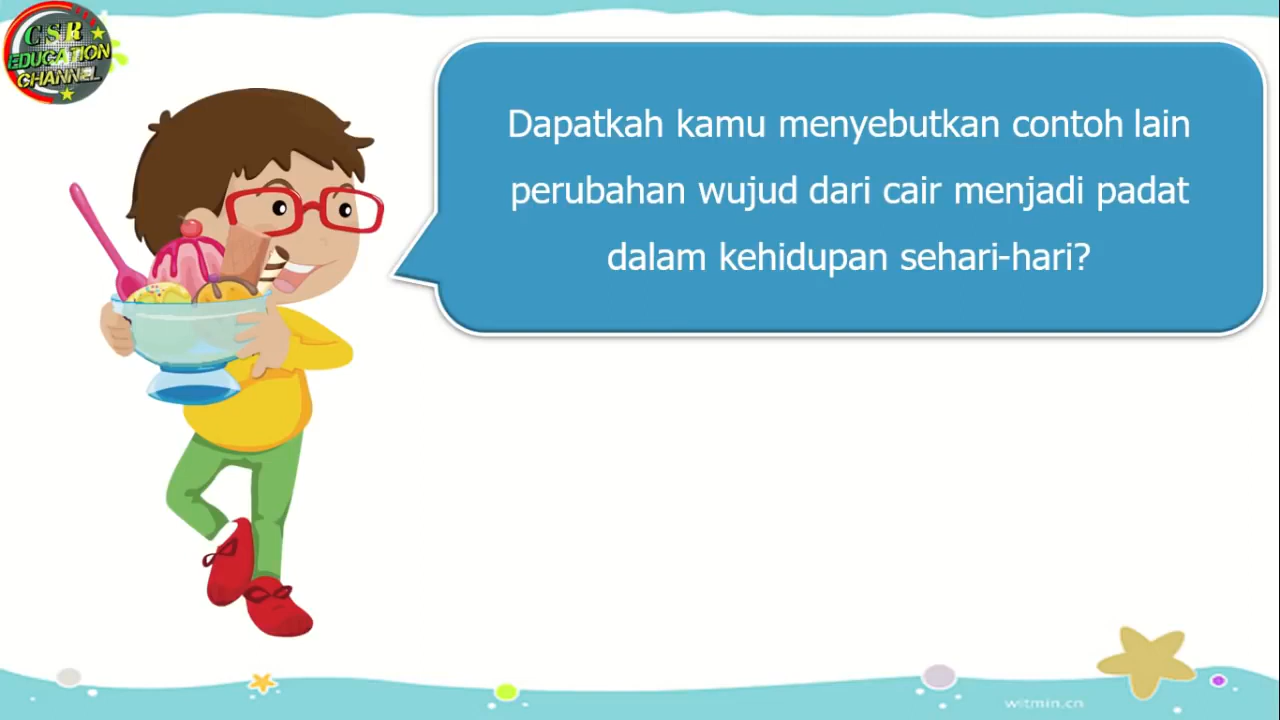 CSR
EDUCATION
CHANNEL
Dapatkah kamu menyebutkan contoh lain
perubahan wujud dari cair menjadi padat
dalam kehidupan sehari-hari?
witmin.cn